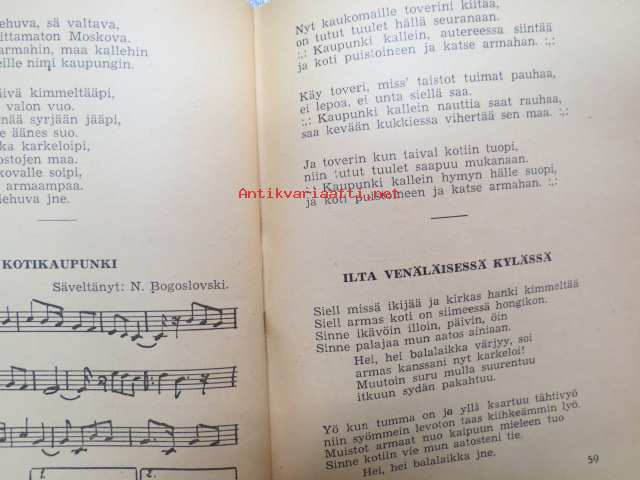 ehuva, sä valtava,
ittamaton Moskova.
armahin, maa kallehin
eille nimi kaupungin.
äivä kimmeltääpi,
valon vuo.
nää syrjään jääpi,
e äänes suo.
ka karkeloipi,
ostojen maa.
kovalle soipi,
armaampaa.
iehuva jne.
KOTIKAUPUNKI
Säveltänyt: N. Bogoslovski.
1.
2.
Nyt kaukomaille toverini kiitää,
on tutut tuulet hällä seuranaan.
:,: Kaupunki kallein, autereessa siintää
ja koti puistoineen ja katse armahan. :,:
Käy toveri, miss' taistot tuimat pauhaa,
ei lepoa, ei unta siellä saa.
:,: Kaupunki kallein nauttia saat rauhaa,
saa kevään kukkiessa vihertää sen maa. :,:
Ja toverin kun taival kotiin tuopi,
niin tutut tuulet saapuu mukanaan.
Kaupunki kallein hymyn hälle suopi,
ja koti puistoineen ja katse armahan. :,:
Antikvariaatti.net
ILTA VENÄLÄISESSÄ KYLÄSSÄ
Siell missä ikijää ja kirkas hanki kimmeltää
Siell armas koti on siimeessä hongikon.
Sinne ikävöin illoin, päivin, öin
Sinne palajaa mun aatos ainiaan.
Hei, hei balalaikka värjyy, soi
armas kanssani nyt karkeloi!
Muutoin suru mulla suurentuu
itkuun sydän pakahtuu.
Yö kun tumma on ja yllä kaartuu tähtivyö
niin syömmein levoton taas kiihkeämmin lyö.
Muistot armaat nuo kaipuun mieleen tuo
Sinne kotiin vie mun aatosteni tie.
Hei, hei balalaikka jne.
59